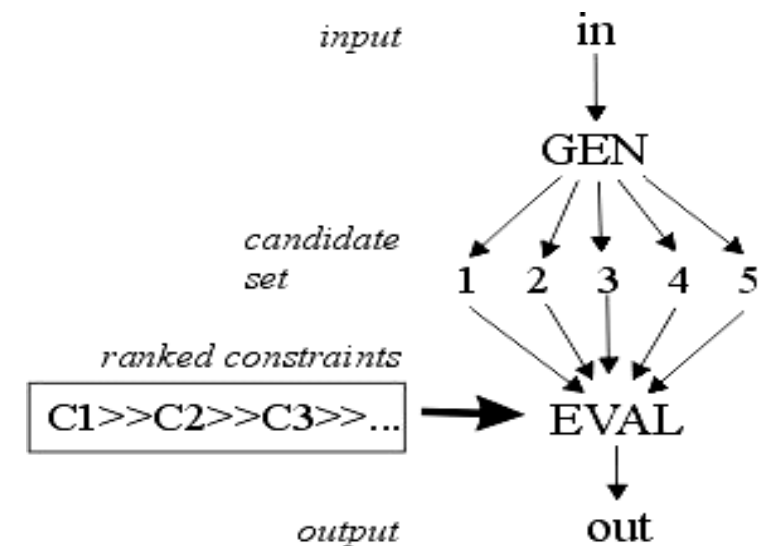 input in
GEN
candidate
set 1 2 3 4 5
ranked constraints
C1>>C2>>C3>>... EVAL
output out